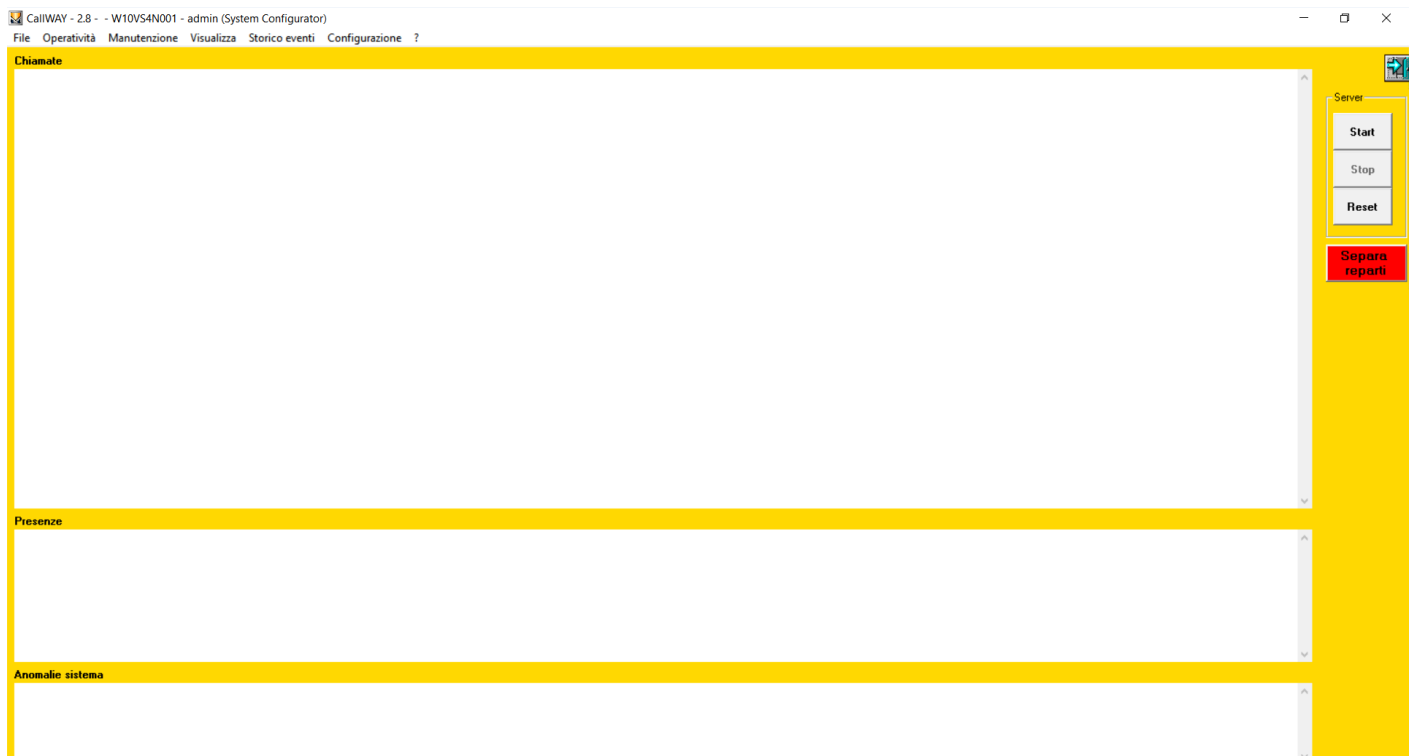 CallWAY - 2.8 - - W10VS4N001 - admin (System Configurator)
File Operatività Manutenzione Visualizza Storico eventi Configurazione ?
Chiamate
Server
Start
Stop
Reset
Separa
reparti
Presenze
Anomalie sistema